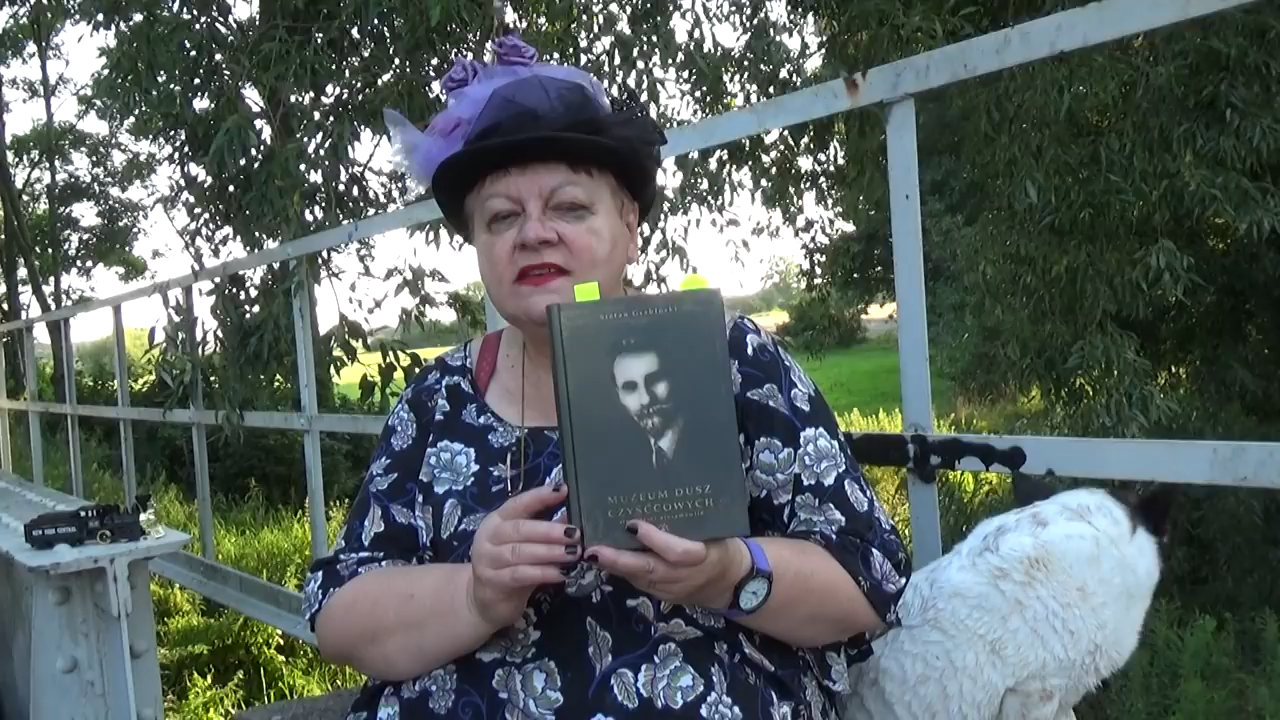 Stefan Grabiński
MUZEUM DUSZ
CZYŚĆCOWYCH
NEW YORK CENTRAL